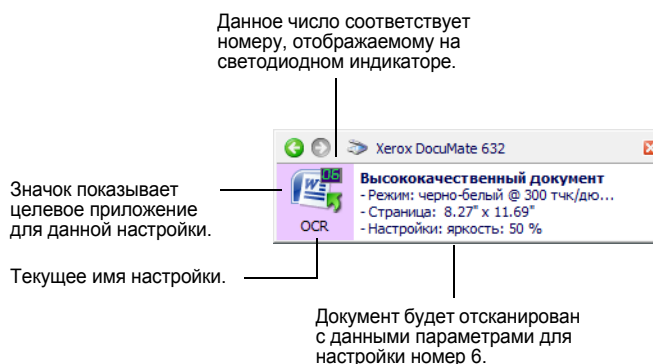 Данное число соответствует
номеру, отображаемому на
светодиодном индикаторе.
Xerox DocuMate 632
06
OCR
Высококачественный документ
- Режим: черно-белый @ 300 тчк/дю...
- Страница: 8.27" x 11.69"
- Настройки: яркость: 50 %
Значок показывает
целевое приложение
для данной настройки.
Текущее имя настройки.
Документ будет отсканирован
с данными параметрами для
настройки номер 6.